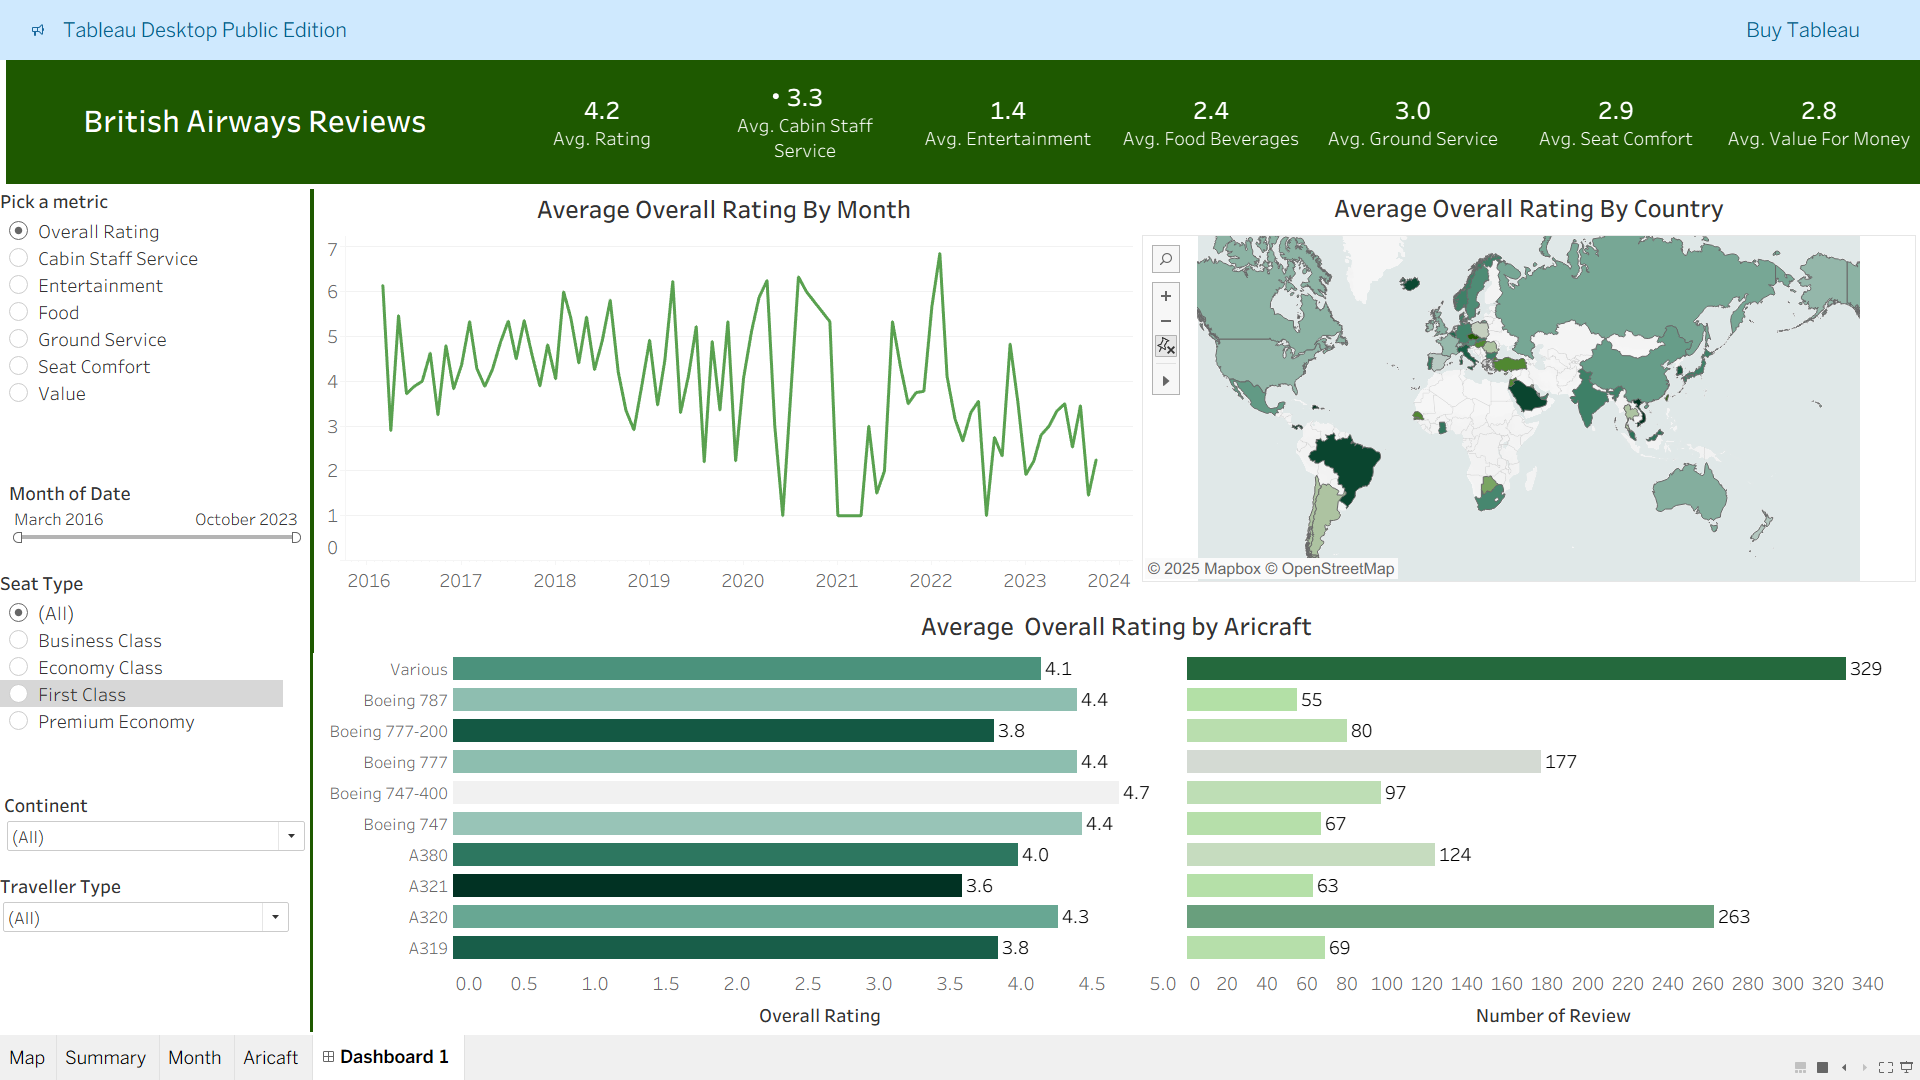 Tableau Desktop Public Edition
Buy Tableau
British Airways Reviews
4.2
Avg. Rating
• 3.3
Avg. Cabin Staff
Service
1.4
Avg. Entertainment
2.4
Avg. Food Beverages
3.0
Avg. Ground Service
2.9
Avg. Seat Comfort
2.8
Avg. Value For Money
Pick a metric
Overall Rating
Cabin Staff Service
Entertainment
Food
Ground Service
Seat Comfort
Value
Month of Date
March 2016
October 2023
Seat Type
(All)
Business Class
Economy Class
First Class
Premium Economy
Continent
(All)
Traveller Type
(All)
Average Overall Rating By Month
7
6
5
4
3
2
1
0
2016 2017 2018 2019 2020 2021 2022 2023 2024
Average Overall Rating By Country
© 2025 Mapbox © OpenStreetMap
Average  Overall Rating by Aricraft
Various 4.1 329
Boeing 787 4.4 55
Boeing 777-200 3.8 80
Boeing 777 4.4 177
Boeing 747-400 4.7 97
Boeing 747 4.4 67
A380 4.0 124
A321 3.6 63
A320 4.3 263
A319 3.8 69
0.0 0.5 1.0 1.5 2.0 2.5 3.0 3.5 4.0 4.5 5.0
0 20 40 60 80 100 120 140 160 180 200 220 240 260 280 300 320 340
Overall Rating
Number of Review
Map Summary Month Aricaft Dashboard 1